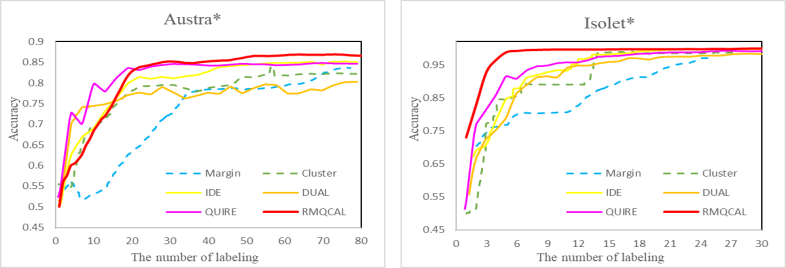 Austra*
0.9
0.85
0.8
0.75
0.7
0.65
0.6
0.55
0.5
0.45
Accuracy
Margin Cluster
IDE DUAL
QUIRE RMQCAL
0 10 20 30 40 50 60 70 80
The number of labeling
Isolet*
0.95
0.85
0.75
0.65
0.55
0.45
Accuracy
Margin Cluster
IDE DUAL
QUIRE RMQCAL
0 3 6 9 12 15 18 21 24 27 30
The number of labeling